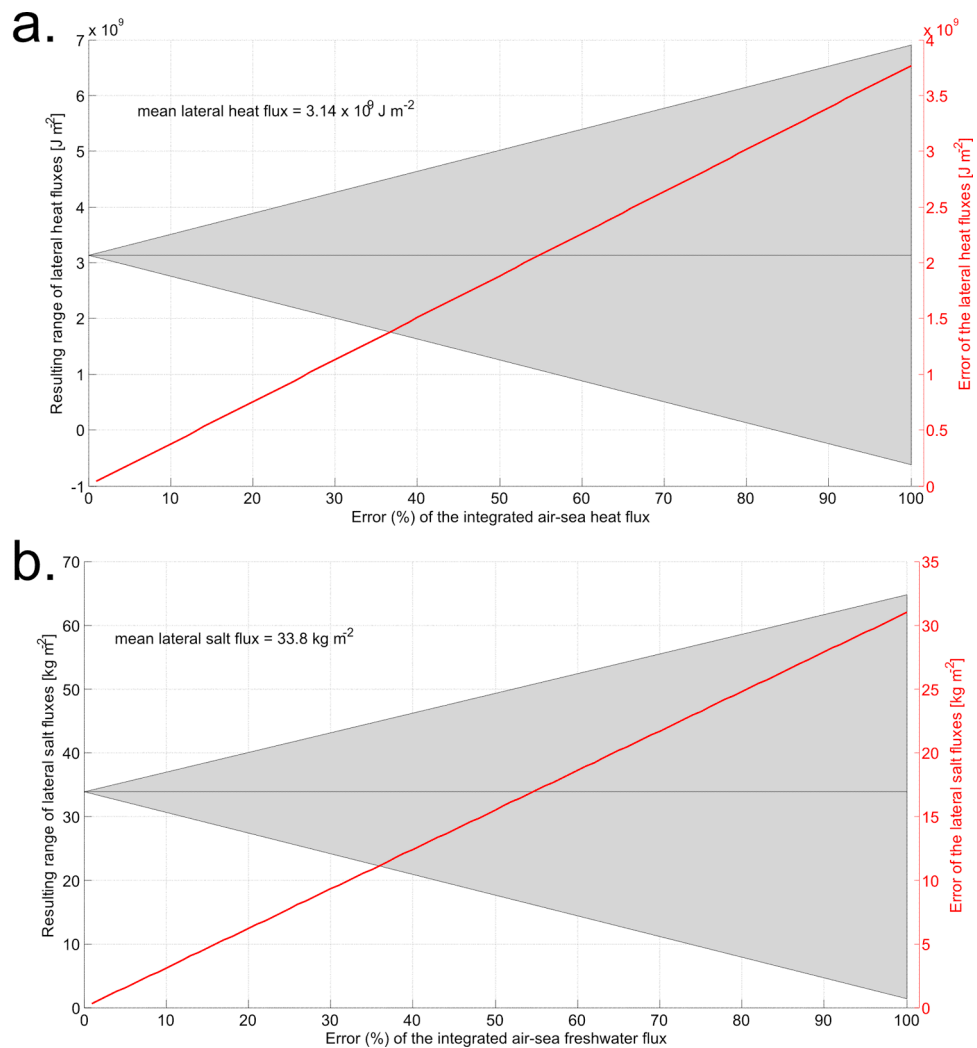 a.
x 10⁹
x 10⁹
7
6
5
4
3
2
1
0
-1
4
3.5
3
2.5
2
1.5
1
0.5
0
mean lateral heat flux = 3.14 x 10⁹ J m⁻²
Resulting range of lateral heat fluxes [J m⁻²]
Error of the lateral heat fluxes [J m⁻²]
0 10 20 30 40 50 60 70 80 90 100
Error (%) of the integrated air-sea heat flux
b.
70
60
50
40
30
20
10
0
35
30
25
20
15
10
5
0
mean lateral salt flux = 33.8 kg m⁻²
Resulting range of lateral salt fluxes [kg m⁻²]
Error of the lateral salt fluxes [kg m⁻²]
0 10 20 30 40 50 60 70 80 90 100
Error (%) of the integrated air-sea freshwater flux